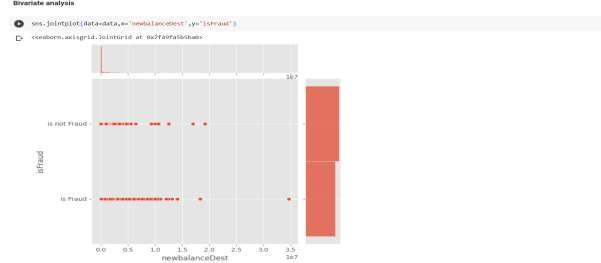 Bivariate analysis
sns.jointplot(data=data,x='newbalanceDest',y='isFraud')
<seaborn.axisgrid.JointGrid at
1e7
is not Fraud
isFraud
is Fraud
0.0 0.5 1.0 1.5 2.0 2.5 3.0 3.5
newbalanceDest 1e7